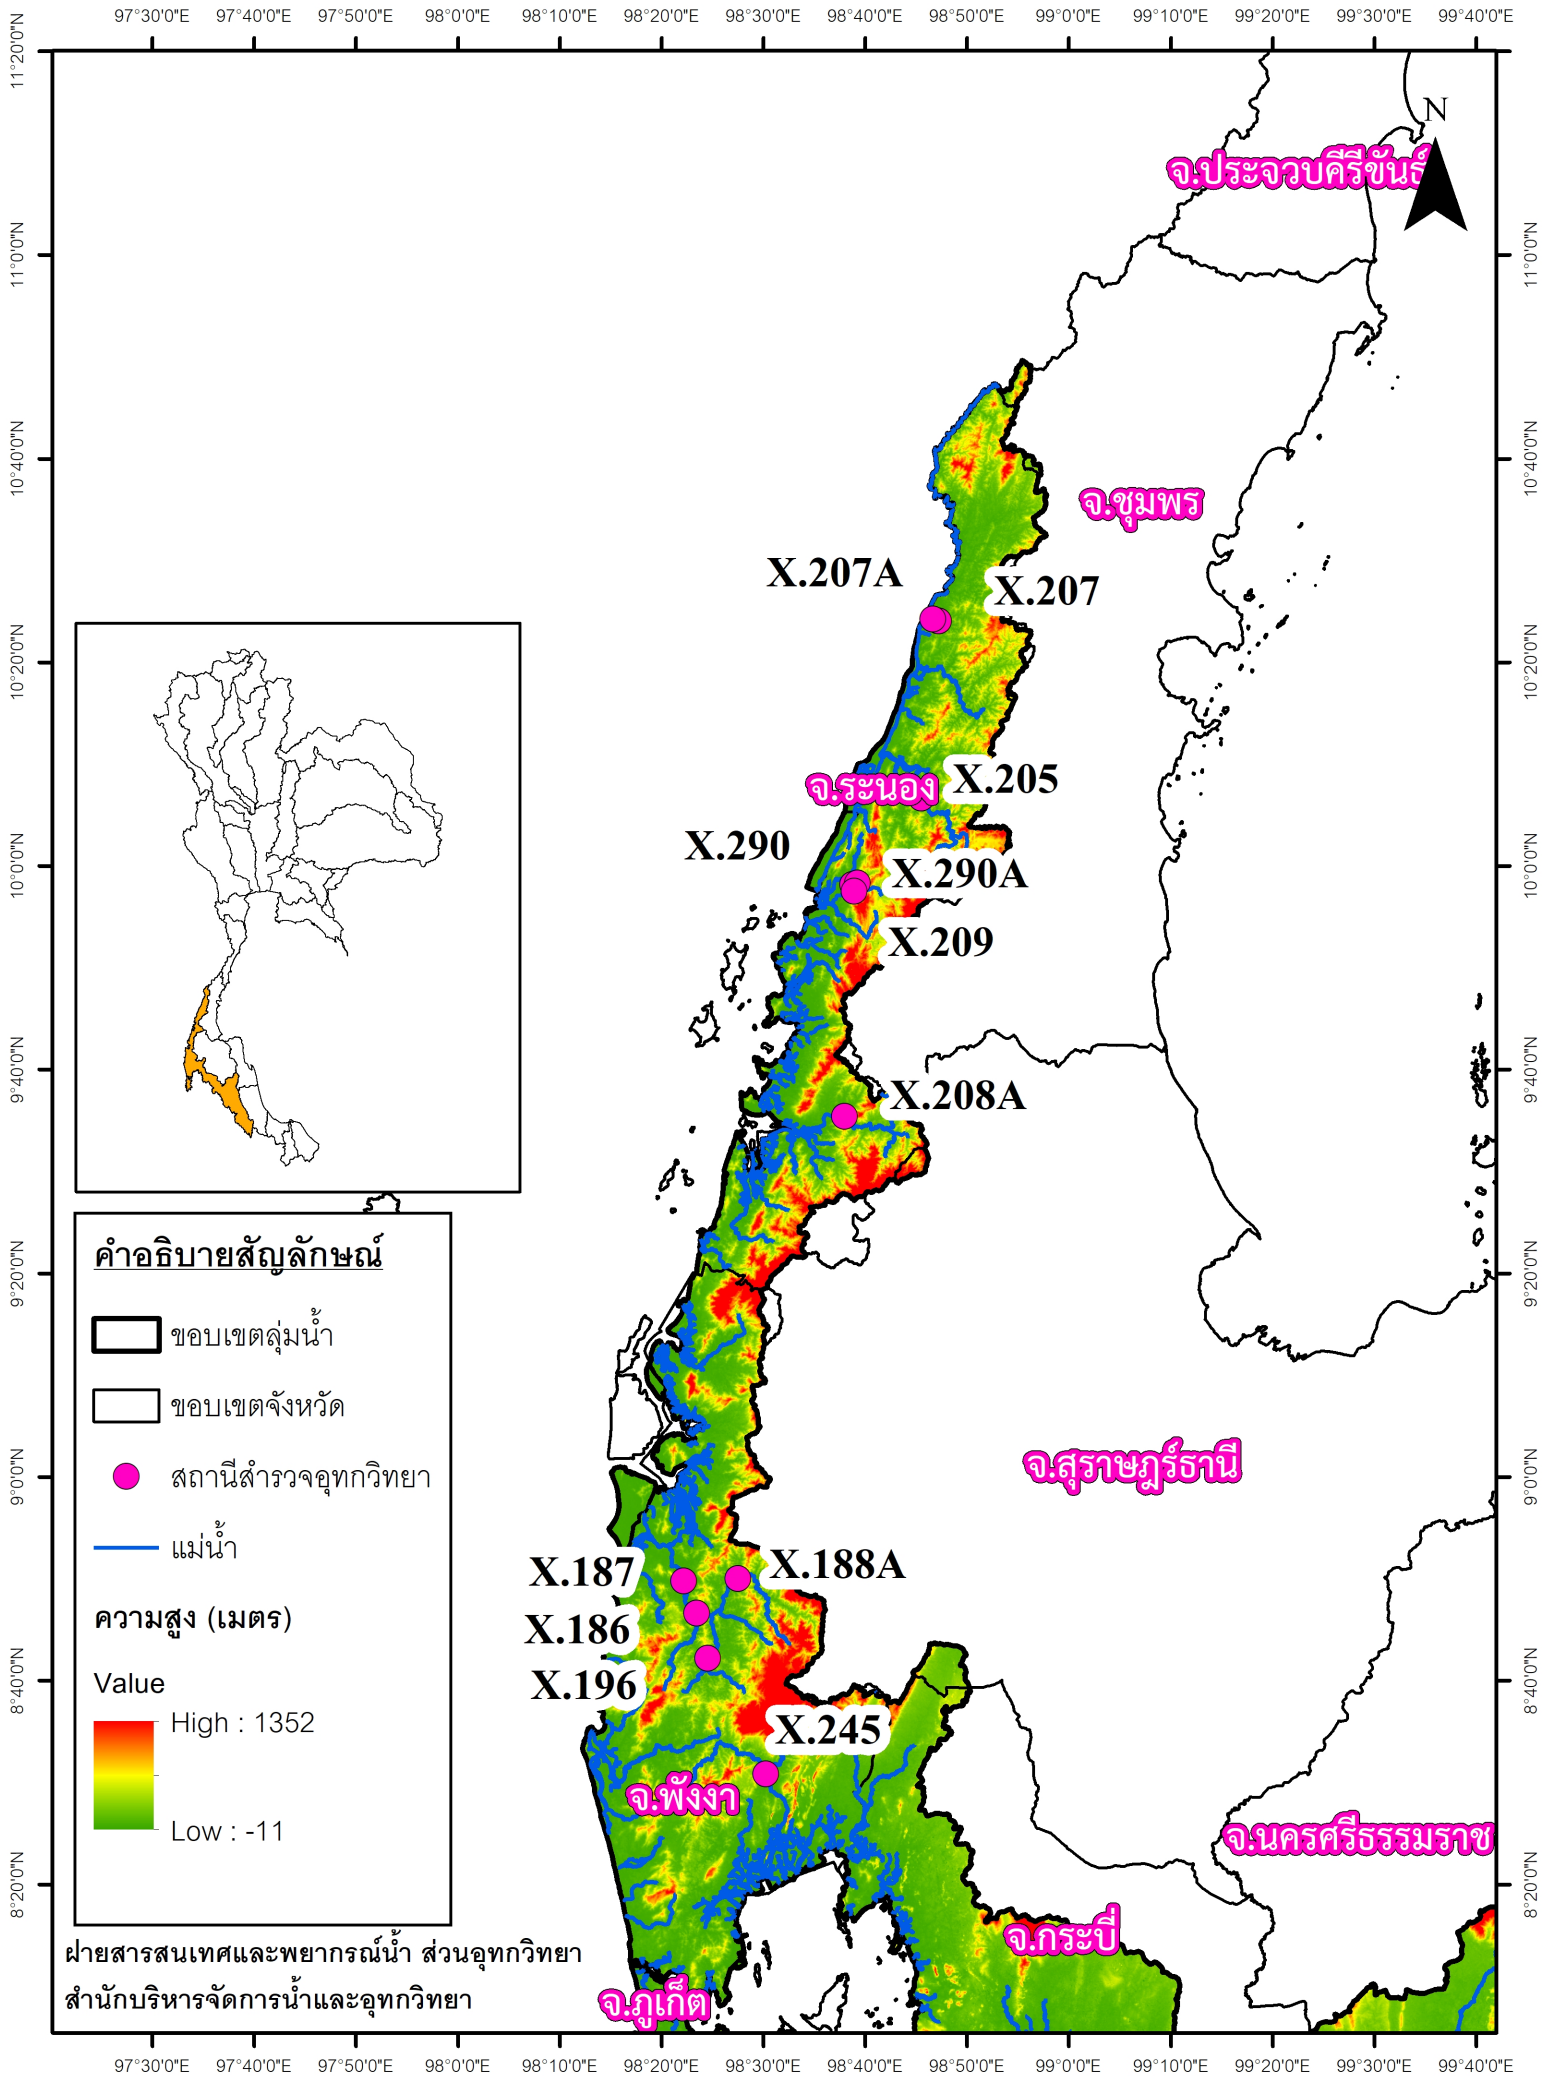 97°30'0"E 97°40'0"E 97°50'0"E 98°0'0"E 98°10'0"E 98°20'0"E 98°30'0"E 98°40'0"E 98°50'0"E 99°0'0"E 99°10'0"E 99°20'0"E 99°30'0"E 99°40'0"E
11°20'0"N
11°0'0"N 11°0'0"N
10°40'0"N 10°40'0"N
10°20'0"N 10°20'0"N
10°0'0"N 10°0'0"N
9°40'0"N 9°40'0"N
9°20'0"N 9°20'0"N
9°0'0"N 9°0'0"N
8°40'0"N 8°40'0"N
8°20'0"N 8°20'0"N
N
จ.ประจวบคีรีขันธ์
จ.ชุมพร
X.207A
X.207
จ.ระนอง
X.205
X.290
X.290A
X.209
X.208A
จ.สุราษฎร์ธานี
X.187
X.188A
X.186
X.196
X.245
จ.พังงา
จ.นครศรีธรรมราช
จ.กระบี่
จ.ภูเก็ต
คำอธิบายสัญลักษณ์
ขอบเขตลุ่มน้ำ
ขอบเขตจังหวัด
สถานีสำรวจอุทกวิทยา
แม่น้ำ
ความสูง (เมตร)
Value
High : 1352
Low : -11
ฝ่ายสารสนเทศและพยากรณ์น้ำ ส่วนอุทกวิทยา
สำนักบริหารจัดการน้ำและอุทกวิทยา
97°30'0"E 97°40'0"E 97°50'0"E 98°0'0"E 98°10'0"E 98°20'0"E 98°30'0"E 98°40'0"E 98°50'0"E 99°0'0"E 99°10'0"E 99°20'0"E 99°30'0"E 99°40'0"E